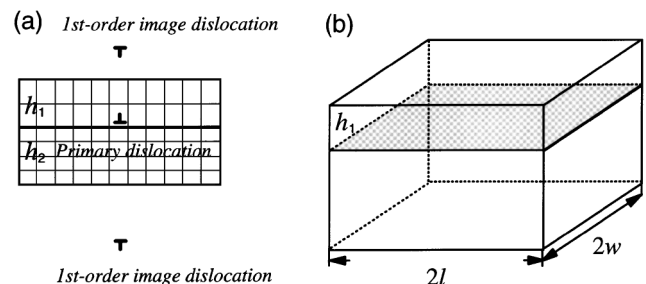 (a)
1st-order image dislocation
h1
h2
Primary dislocation
1st-order image dislocation
(b)
h1
2w
2l